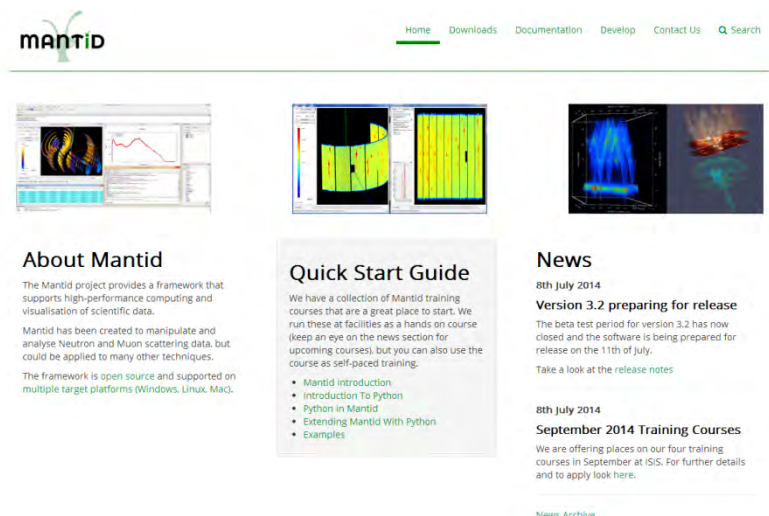 MANTID
Home Downloads Documentation Develop Contact Us Search
About Mantid
The Mantid project provides a framework that
supports high-performance computing and
visualisation of scientific data.
Mantid has been created to manipulate and
analyse Neutron and Muon scattering data, but
could be applied to many other techniques.
The framework is open source and supported on
multiple target platforms (Windows, Linux, Mac).
Quick Start Guide
We have a collection of Mantid training
courses that are a great place to start. We
run these at facilities as a hands on course
(keep an eye on the news section for
upcoming courses), but you can also use the
course as self-paced training.
Mantid Introduction
Introduction To Python
Python in Mantid
Extending Mantid With Python
Examples
News
8th July 2014
Version 3.2 preparing for release
The beta test period for version 3.2 has now
closed and the software is being prepared for
release on the 11th of July.
Take a look at the release notes
8th July 2014
September 2014 Training Courses
We are offering places on our four training
courses in September at ISIS. For further details
and to apply look here.
News Archive